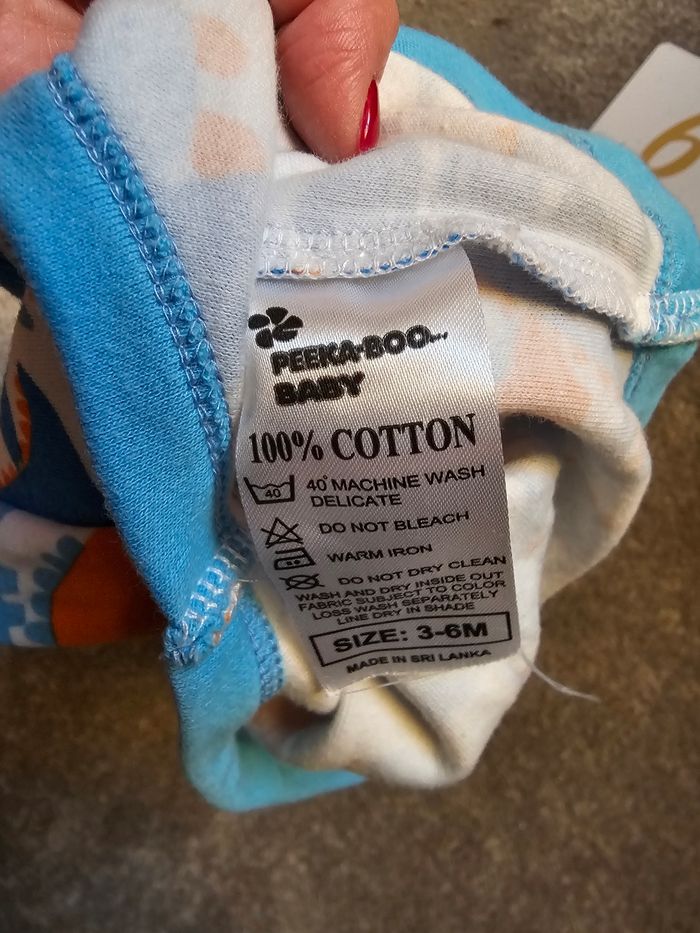 PEEKA-BOO...
BABY
100% COTTON
40
40° MACHINE WASH
DELICATE
DO NOT BLEACH
WARM IRON
DO NOT DRY CLEAN
WASH AND DRY INSIDE OUT
FABRIC SUBJECT TO COLOR
LOSS WASH SEPARATELY
LINE DRY IN SHADE
SIZE: 3-6M
MADE IN SRI LANKA